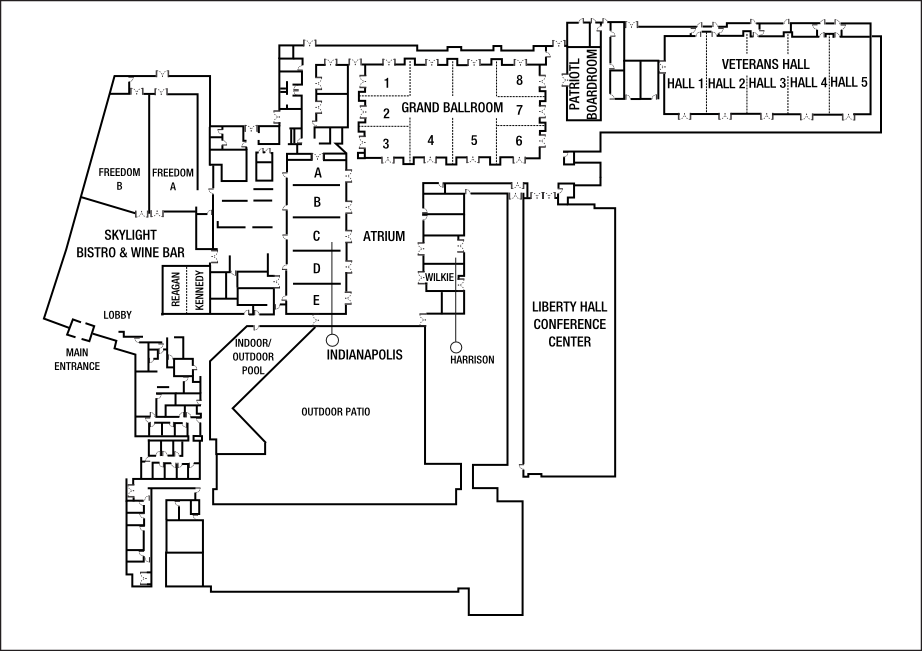 VETERANS HALL
HALL 1 HALL 2 HALL 3 HALL 4 HALL 5
PATRIOTL
BOARDROOM
1
8
GRAND BALLROOM
2
7
3
4
5
6
FREEDOM
B
FREEDOM
A
A
B
C
D
E
ATRIUM
SKYLIGHT
BISTRO & WINE BAR
REAGAN
KENNEDY
WILKIE
LIBERTY HALL
CONFERENCE
CENTER
LOBBY
MAIN
ENTRANCE
INDOOR/
OUTDOOR
POOL
INDIANAPOLIS
HARRISON
OUTDOOR PATIO